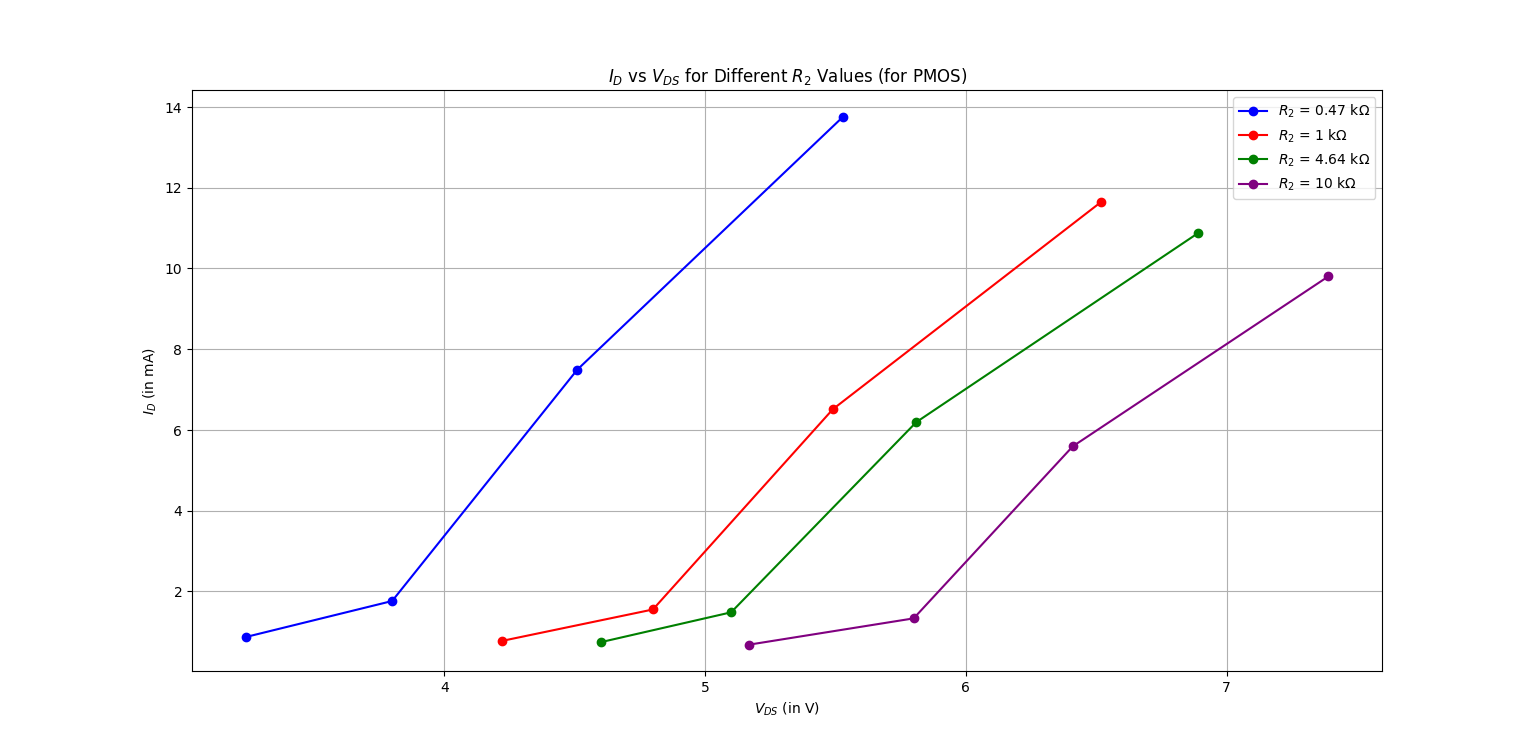 I_D vs V_DS for Different R_2 Values (for PMOS)
14
12
10
8
6
4
2
I_D (in mA)
4 5 6 7
V_DS (in V)
R_2 = 0.47 kΩ
R_2 = 1 kΩ
R_2 = 4.64 kΩ
R_2 = 10 kΩ